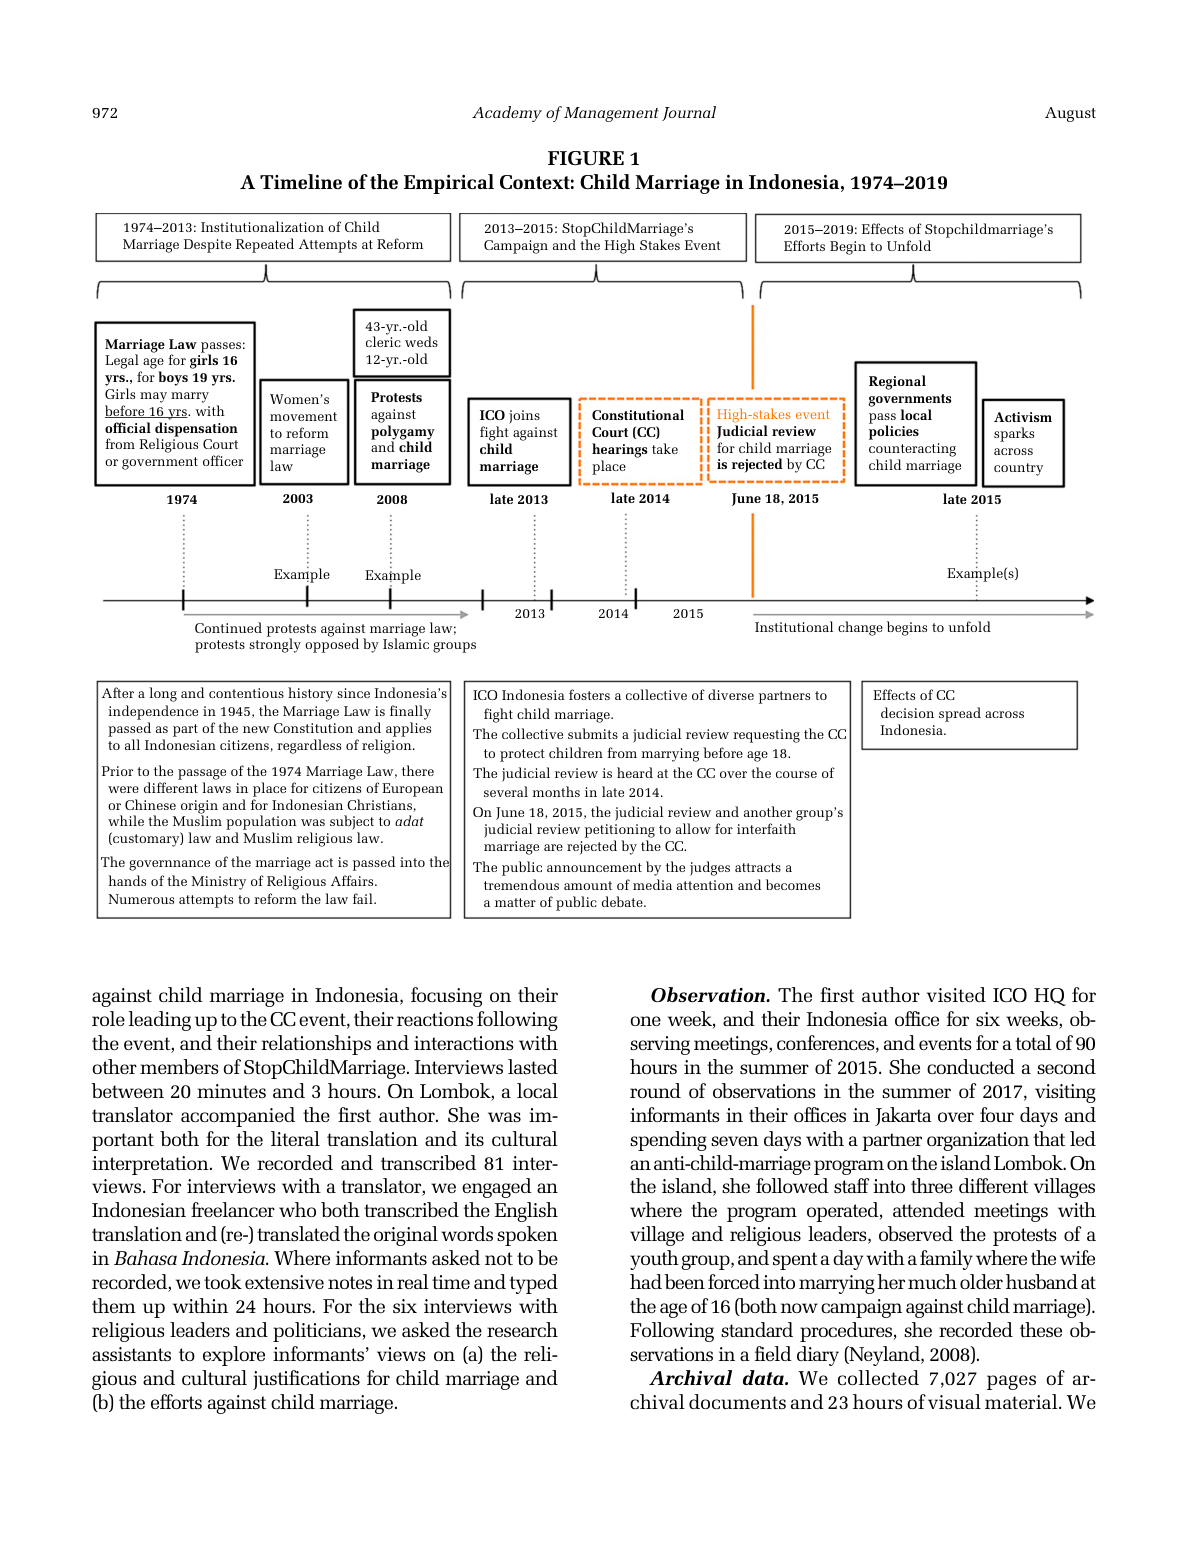 972 Academy of Management Journal August
FIGURE 1
A Timeline of the Empirical Context: Child Marriage in Indonesia, 1974–2019
1974–2013: Institutionalization of Child
Marriage Despite Repeated Attempts at Reform
2013–2015: StopChildMarriage’s
Campaign and the High Stakes Event
2015–2019: Effects of Stopchildmarriage’s
Efforts Begin to Unfold
Marriage Law passes:
Legal age for girls 16
yrs., for boys 19 yrs.
Girls may marry
before 16 yrs. with
official dispensation
from Religious Court
or government officer
1974
Women’s
movement
to reform
marriage
law
2003
43-yr.-old
cleric weds
12-yr.-old
Protests
against
polygamy
and child
marriage
2008
ICO joins
fight against
child
marriage
late 2013
Constitutional
Court (CC)
hearings take
place
late 2014
High-stakes event
Judicial review
for child marriage
is rejected by CC
June 18, 2015
Regional
governments
pass local
policies
counteracting
child marriage
Activism
sparks
across
country
late 2015
Example
Example
Example(s)
2013
2014
2015
Continued protests against marriage law;
protests strongly opposed by Islamic groups
Institutional change begins to unfold
After a long and contentious history since Indonesia’s
independence in 1945, the Marriage Law is finally
passed as part of the new Constitution and applies
to all Indonesian citizens, regardless of religion.
Prior to the passage of the 1974 Marriage Law, there
were different laws in place for citizens of European
or Chinese origin and for Indonesian Christians,
while the Muslim population was subject to adat
(customary) law and Muslim religious law.
The governnance of the marriage act is passed into the
hands of the Ministry of Religious Affairs.
Numerous attempts to reform the law fail.
ICO Indonesia fosters a collective of diverse partners to
fight child marriage.
The collective submits a judicial review requesting the CC
to protect children from marrying before age 18.
The judicial review is heard at the CC over the course of
several months in late 2014.
On June 18, 2015, the judicial review and another group’s
judicial review petitioning to allow for interfaith
marriage are rejected by the CC.
The public announcement by the judges attracts a
tremendous amount of media attention and becomes
a matter of public debate.
Effects of CC
decision spread across
Indonesia.
against child marriage in Indonesia, focusing on their
role leading up to the CC event, their reactions following
the event, and their relationships and interactions with
other members of StopChildMarriage. Interviews lasted
between 20 minutes and 3 hours. On Lombok, a local
translator accompanied the first author. She was im-
portant both for the literal translation and its cultural
interpretation. We recorded and transcribed 81 inter-
views. For interviews with a translator, we engaged an
Indonesian freelancer who both transcribed the English
translation and (re-) translated the original words spoken
in Bahasa Indonesia. Where informants asked not to be
recorded, we took extensive notes in real time and typed
them up within 24 hours. For the six interviews with
religious leaders and politicians, we asked the research
assistants to explore informants’ views on (a) the reli-
gious and cultural justifications for child marriage and
(b) the efforts against child marriage.
Observation. The first author visited ICO HQ for
one week, and their Indonesia office for six weeks, ob-
serving meetings, conferences, and events for a total of 90
hours in the summer of 2015. She conducted a second
round of observations in the summer of 2017, visiting
informants in their offices in Jakarta over four days and
spending seven days with a partner organization that led
an anti-child-marriage program on the island Lombok. On
the island, she followed staff into three different villages
where the program operated, attended meetings with
village and religious leaders, observed the protests of a
youth group, and spent a day with a family where the wife
had been forced into marrying her much older husband at
the age of 16 (both now campaign against child marriage).
Following standard procedures, she recorded these ob-
servations in a field diary (Neyland, 2008).
Archival data. We collected 7,027 pages of ar-
chival documents and 23 hours of visual material. We